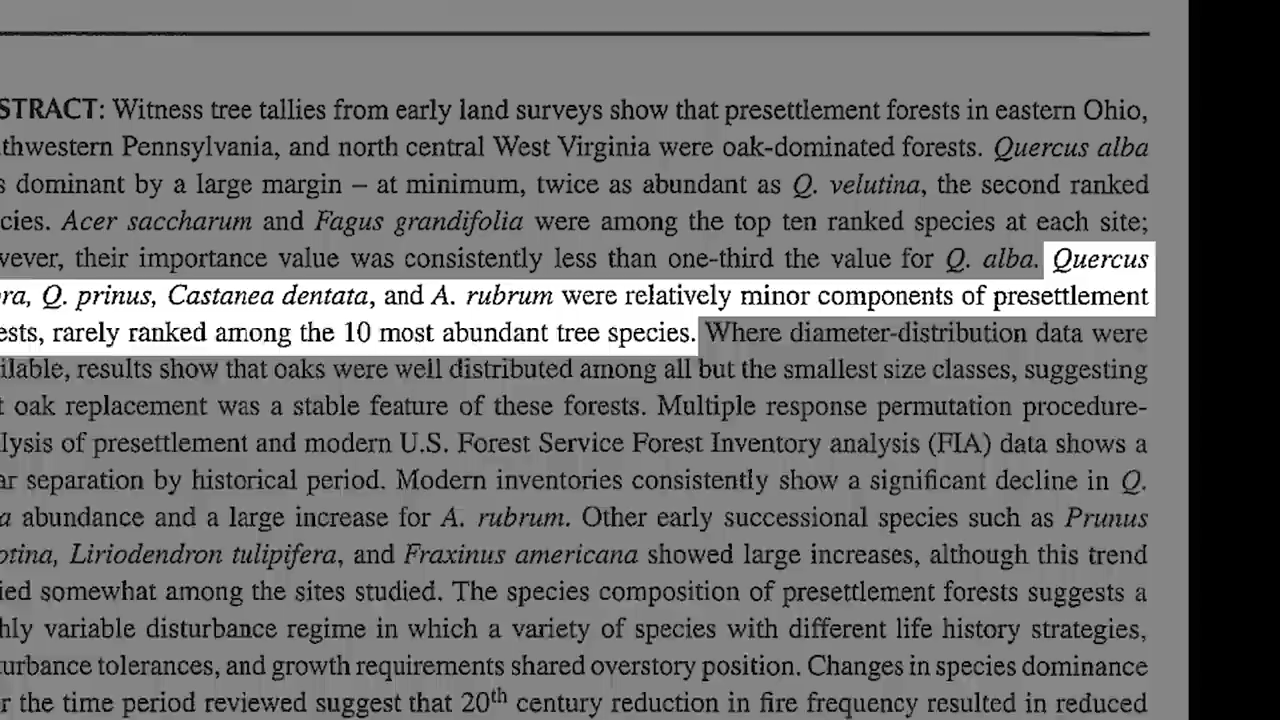 STRACT: Witness tree tallies from early land surveys show that presettlement forests in eastern Ohio,
thwestern Pennsylvania, and north central West Virginia were oak-dominated forests. Quercus alba
s dominant by a large margin – at minimum, twice as abundant as Q. velutina, the second ranked
cies. Acer saccharum and Fagus grandifolia were among the top ten ranked species at each site;
vever, their importance value was consistently less than one-third the value for Q. alba. Quercus
ra, Q. prinus, Castanea dentata, and A. rubrum were relatively minor components of presettlement
ests, rarely ranked among the 10 most abundant tree species. Where diameter-distribution data were
ilable, results show that oaks were well distributed among all but the smallest size classes, suggesting
t oak replacement was a stable feature of these forests. Multiple response permutation procedure-
lysis of presettlement and modern U.S. Forest Service Forest Inventory analysis (FIA) data shows a
ar separation by historical period. Modern inventories consistently show a significant decline in Q.
a abundance and a large increase for A. rubrum. Other early successional species such as Prunus
otina, Liriodendron tulipifera, and Fraxinus americana showed large increases, although this trend
ied somewhat among the sites studied. The species composition of presettlement forests suggests a
hly variable disturbance regime in which a variety of species with different life history strategies,
urbance tolerances, and growth requirements shared overstory position. Changes in species dominance
r the time period reviewed suggest that 20th century reduction in fire frequency resulted in reduced